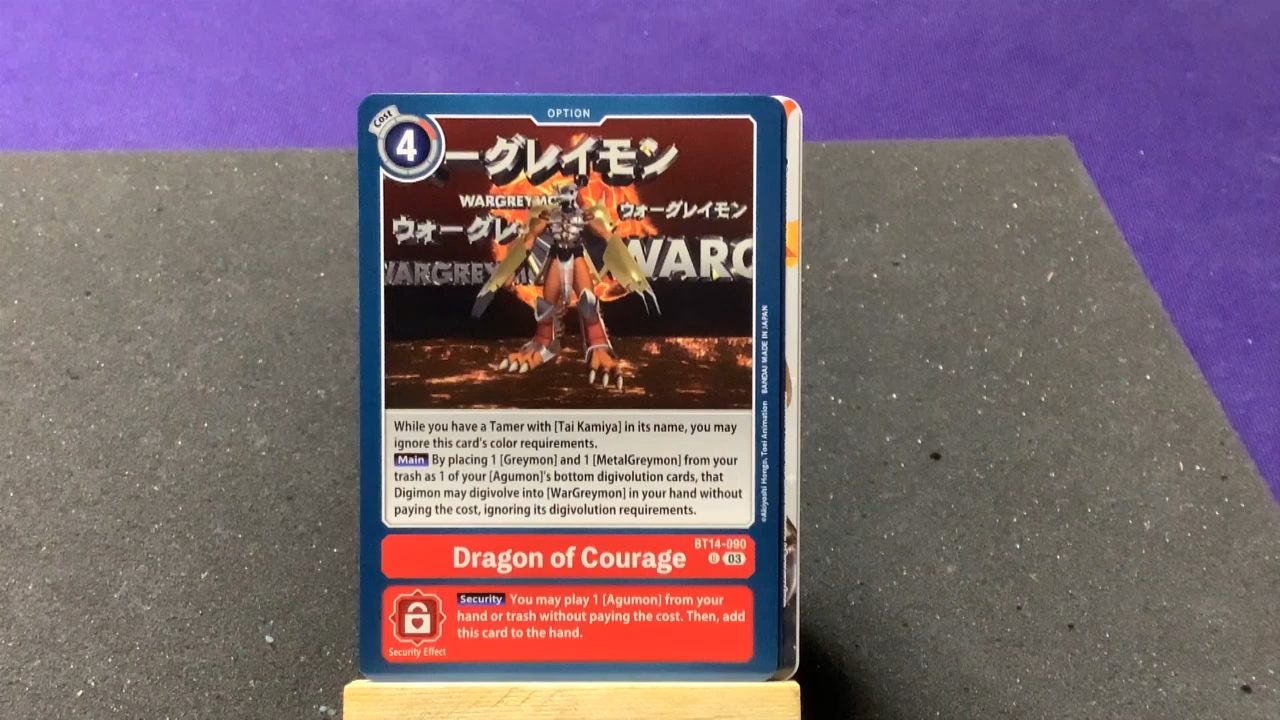 OPTION
Cost
4
ーグレイモン
WARGREYMO
ウォーグレイモン
ウォーグレ
WARG
WARGREYM
While you have a Tamer with [Tai Kamiya] in its name, you may
ignore this card's color requirements.
Main By placing 1 [Greymon] and 1 [MetalGreymon] from your
trash as 1 of your [Agumon]'s bottom digivolution cards, that
Digimon may digivolve into [WarGreymon] in your hand without
paying the cost, ignoring its digivolution requirements.
©Akiyoshi Hongo, Toei Animation BANDAI MADE IN JAPAN
BT14-090
Dragon of Courage
U 03
Security You may play 1 [Agumon] from your
hand or trash without paying the cost. Then, add
this card to the hand.
Security Effect